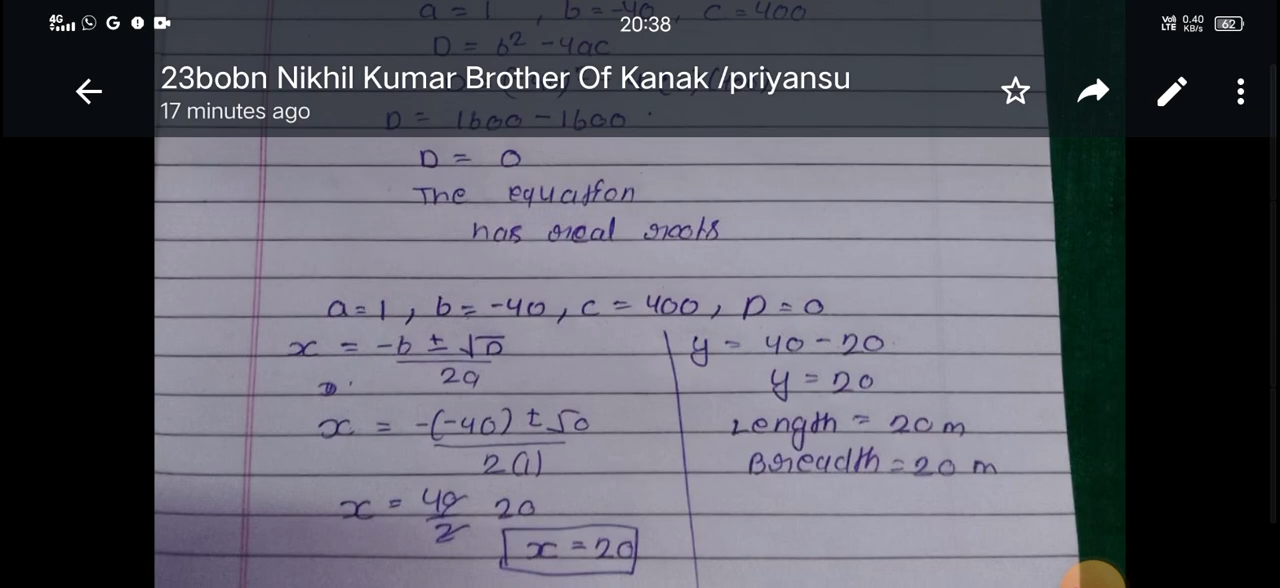 4G G 20:38 Vo) LTE 0.40 KB/s 62
a = 1 , b = -40, c = 400
D = b² - 4ac
23bobn Nikhil Kumar Brother Of Kanak /priyansu
17 minutes ago
D = 1600 - 1600
D = 0
The equation
has real roots
a=1, b= -40, c = 400, D = 0
x = -b ± √D
2a
x = -(-40) ± √0
2(1)
x = 40 20
2
x = 20
y = 40 - 20
y = 20
Length = 20 m
Breadth = 20 m